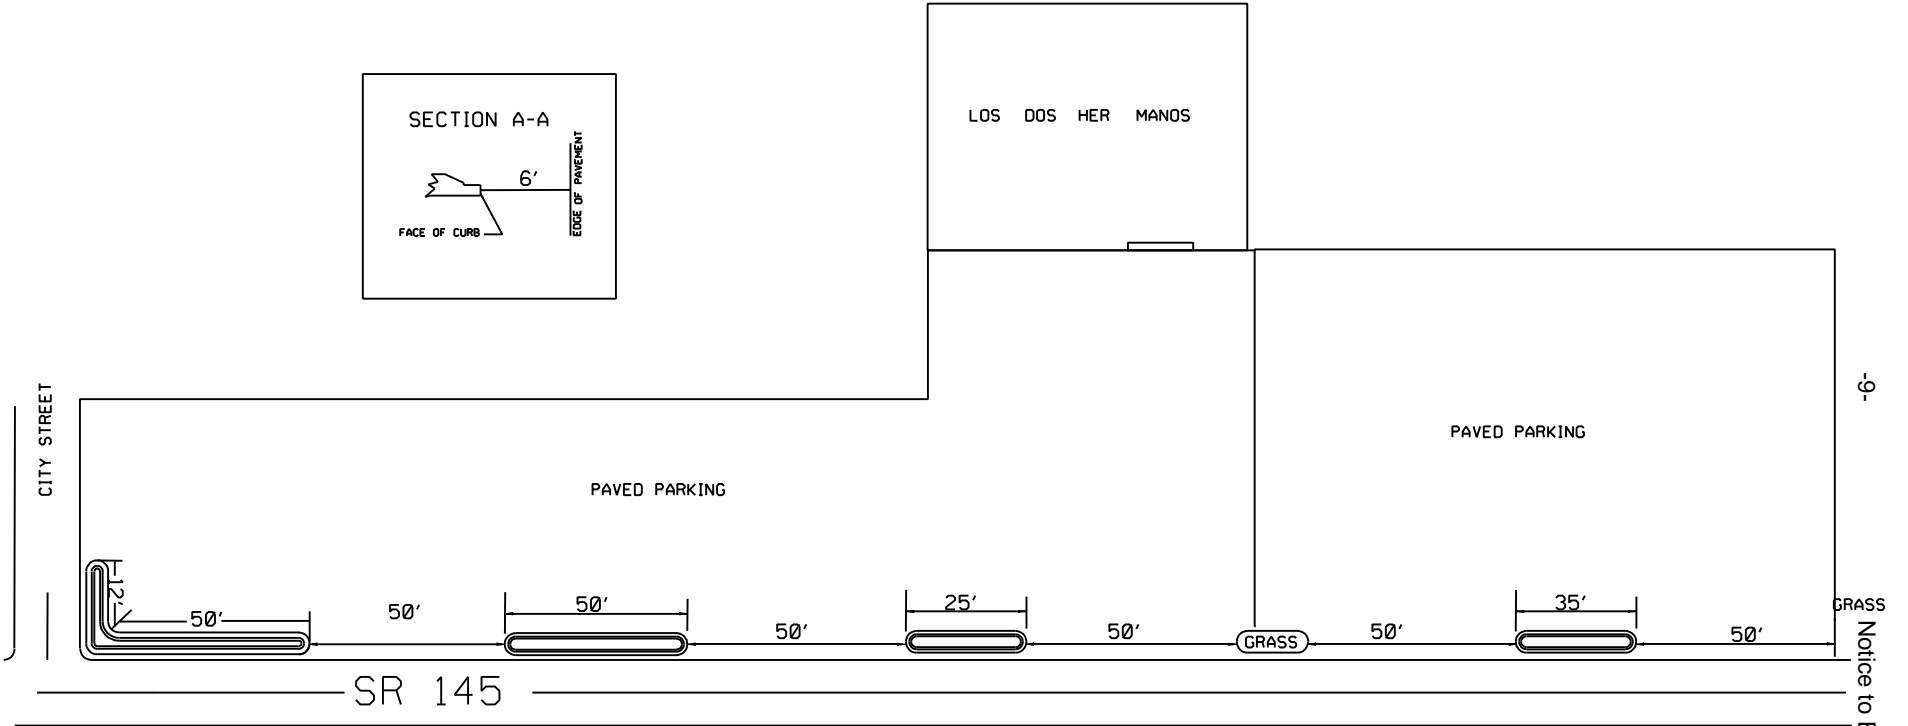 LOS DOS HER MANOS
SECTION A-A
6'
EDGE OF PAVEMENT
FACE OF CURB
CITY STREET
-9-
PAVED PARKING
PAVED PARKING
12'
50'
50'
50'
50'
25'
50'
GRASS
50'
35'
50'
GRASS
SR 145
Notice to